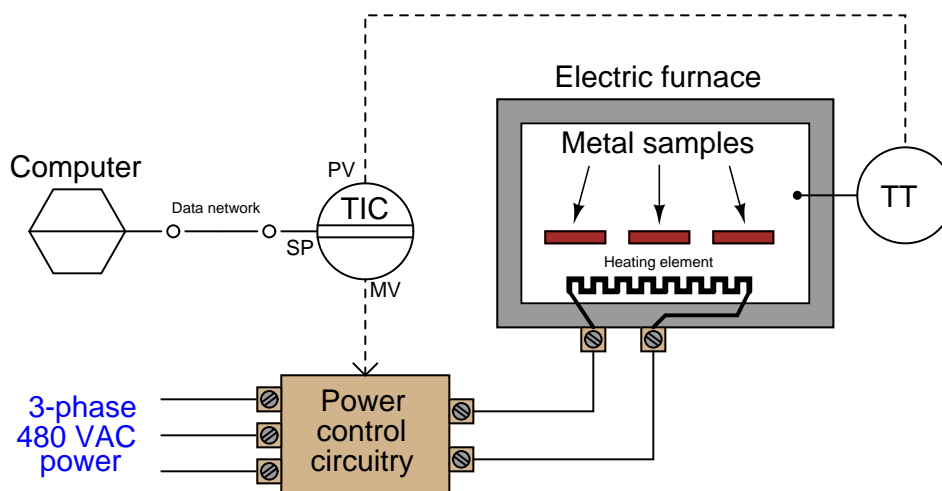 Electric furnace
Metal samples
Computer
PV
TIC
TT
Data network
SP
Heating element
MV
3-phase
480 VAC
power
Power
control
circuitry